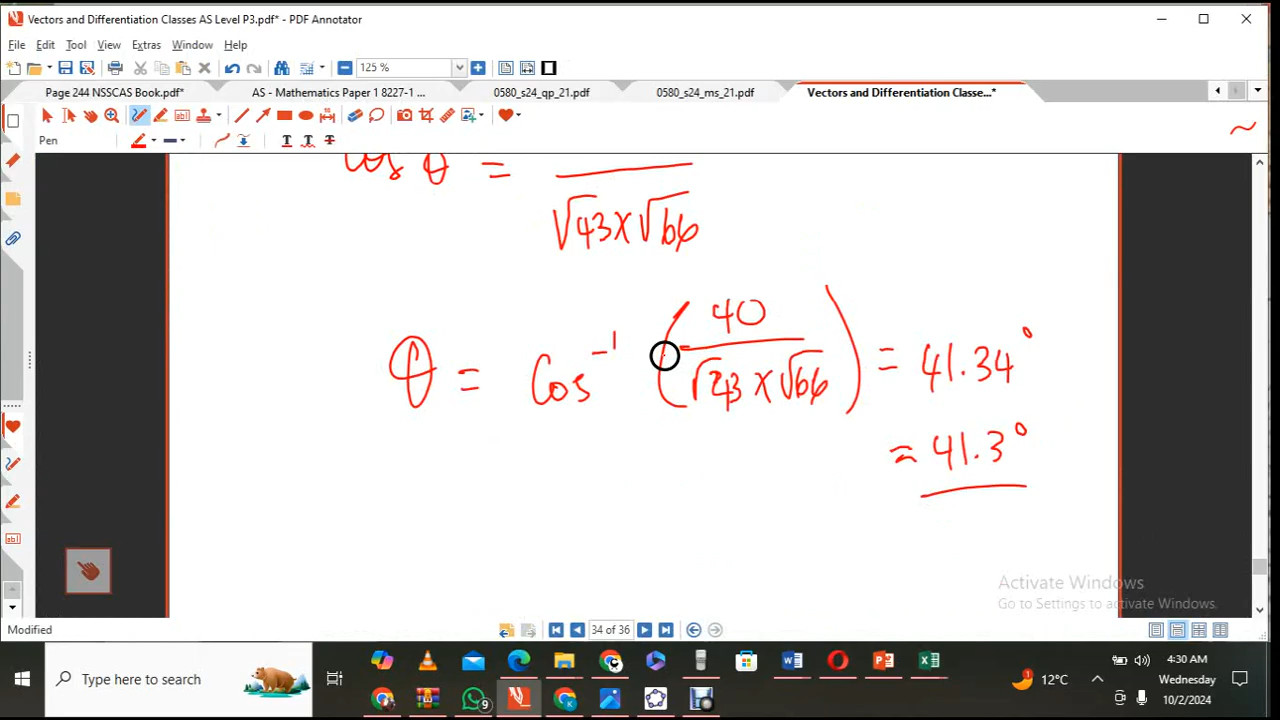 Vectors and Differentiation Classes AS Level P3.pdf* - PDF Annotator
File Edit Tool View Extras Window Help
125 %
Page 244 NSSCAS Book.pdf* AS - Mathematics Paper 1 8227-1 ... 0580_s24_qp_21.pdf 0580_s24_ms_21.pdf Vectors and Differentiation Classe...*
Pen
cos θ =
√43 x √66
θ = Cos⁻¹ (40 / √43 x √66) = 41.34°
= 41.3°
Activate Windows
Go to Settings to activate Windows.
Modified 34 of 36
Type here to search
9
12°C
4:30 AM
Wednesday
10/2/2024